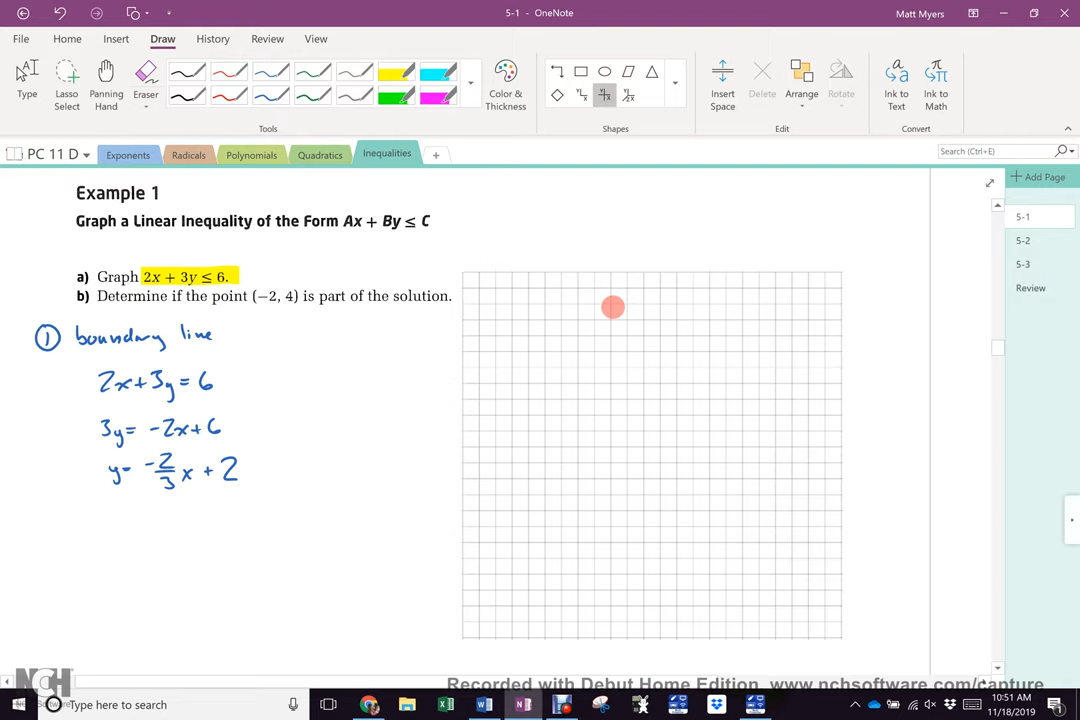 5-1 - OneNote
Matt Myers
File Home Insert Draw History Review View
Type
Lasso Select
Panning Hand
Eraser
Color & Thickness
Insert Space
Delete
Arrange
Rotate
Ink to Text
Ink to Math
Tools
Shapes
Edit
Convert
PC 11 D
Exponents Radicals Polynomials Quadratics Inequalities +
Search (Ctrl+E)
Add Page
5-1
5-2
5-3
Review
Example 1
Graph a Linear Inequality of the Form Ax + By ≤ C
a) Graph 2x + 3y ≤ 6.
b) Determine if the point (−2, 4) is part of the solution.
① boundary line
2x+3y = 6
3y = -2x+6
y = -2/3 x + 2
NCH Software
Recorded with Debut Home Edition www.nchsoftware.com/capture
Type here to search
10:51 AM
11/18/2019